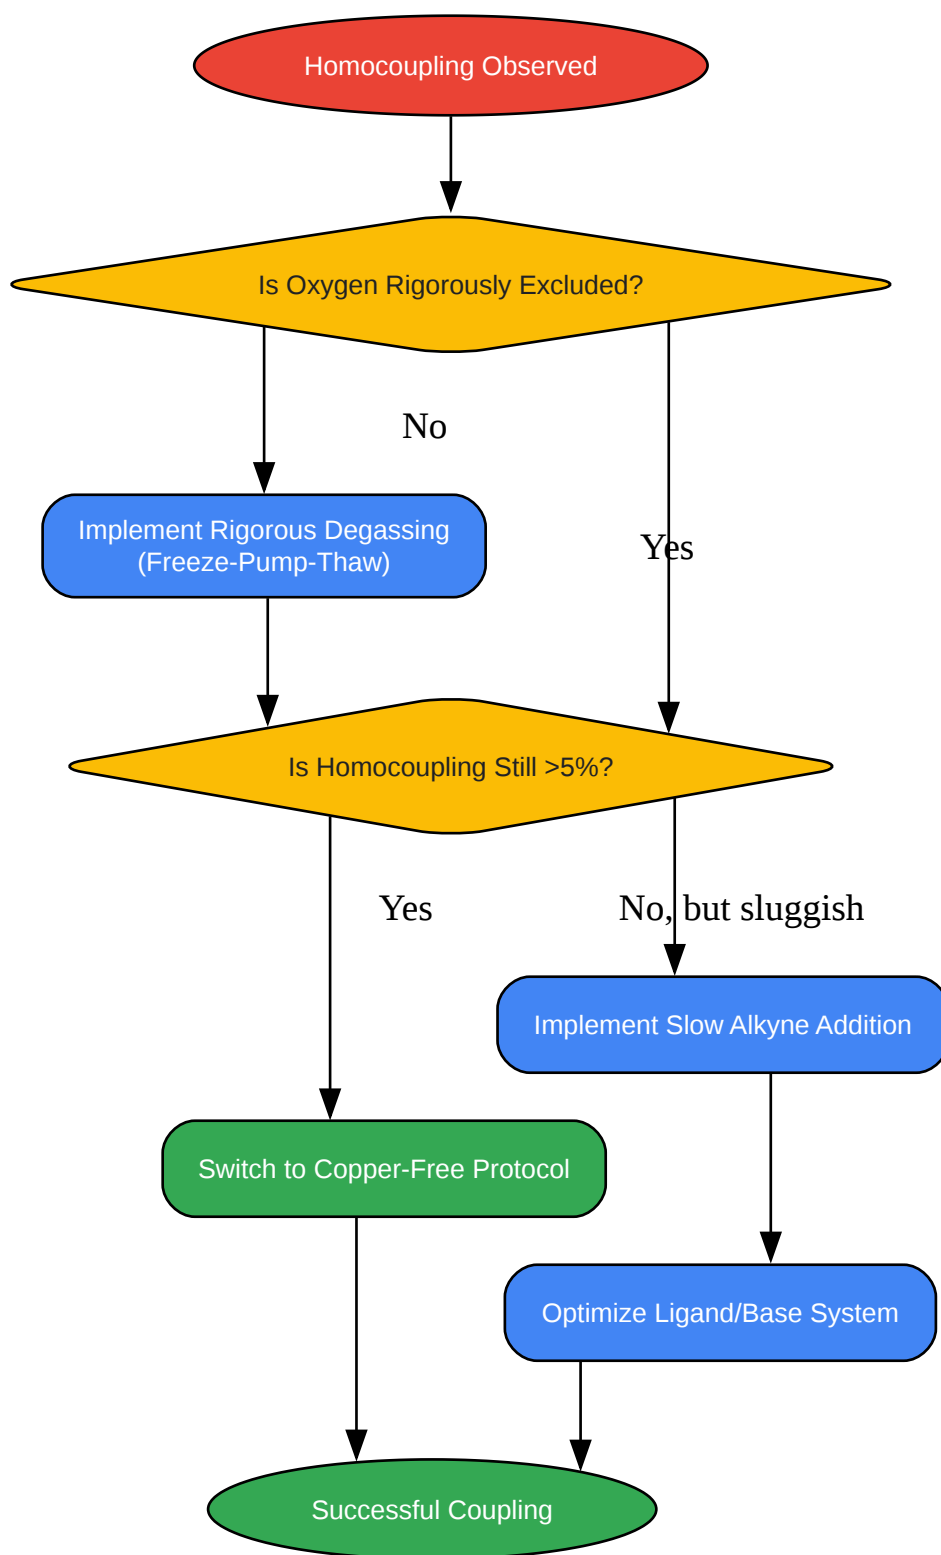 Homocoupling Observed
Is Oxygen Rigorously Excluded?
No
Implement Rigorous Degassing
(Freeze-Pump-Thaw)
Yes
Is Homocoupling Still >5%?
Yes
No, but sluggish
Implement Slow Alkyne Addition
Switch to Copper-Free Protocol
Optimize Ligand/Base System
Successful Coupling